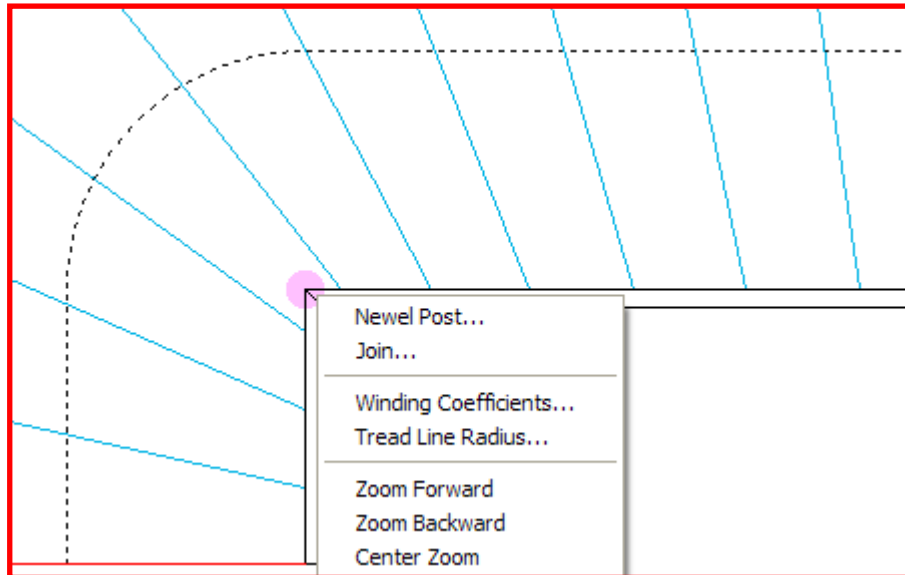 Newel Post...
Join...
Winding Coefficients...
Tread Line Radius...
Zoom Forward
Zoom Backward
Center Zoom